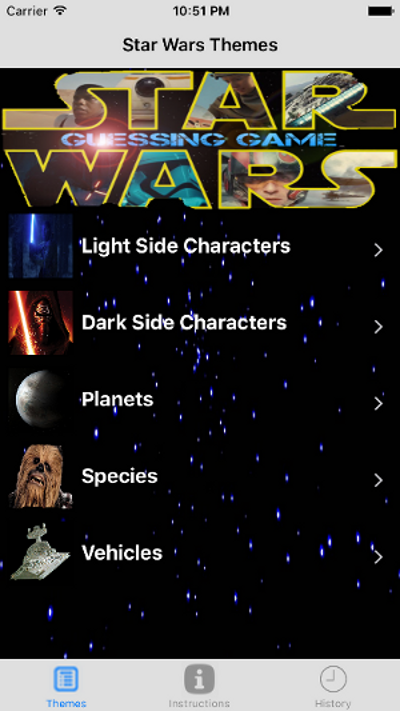 Carrier 10:51 PM
Star Wars Themes
STAR
GUESSING GAME
WARS
Light Side Characters
Dark Side Characters
Planets
Species
Vehicles
Themes Instructions History